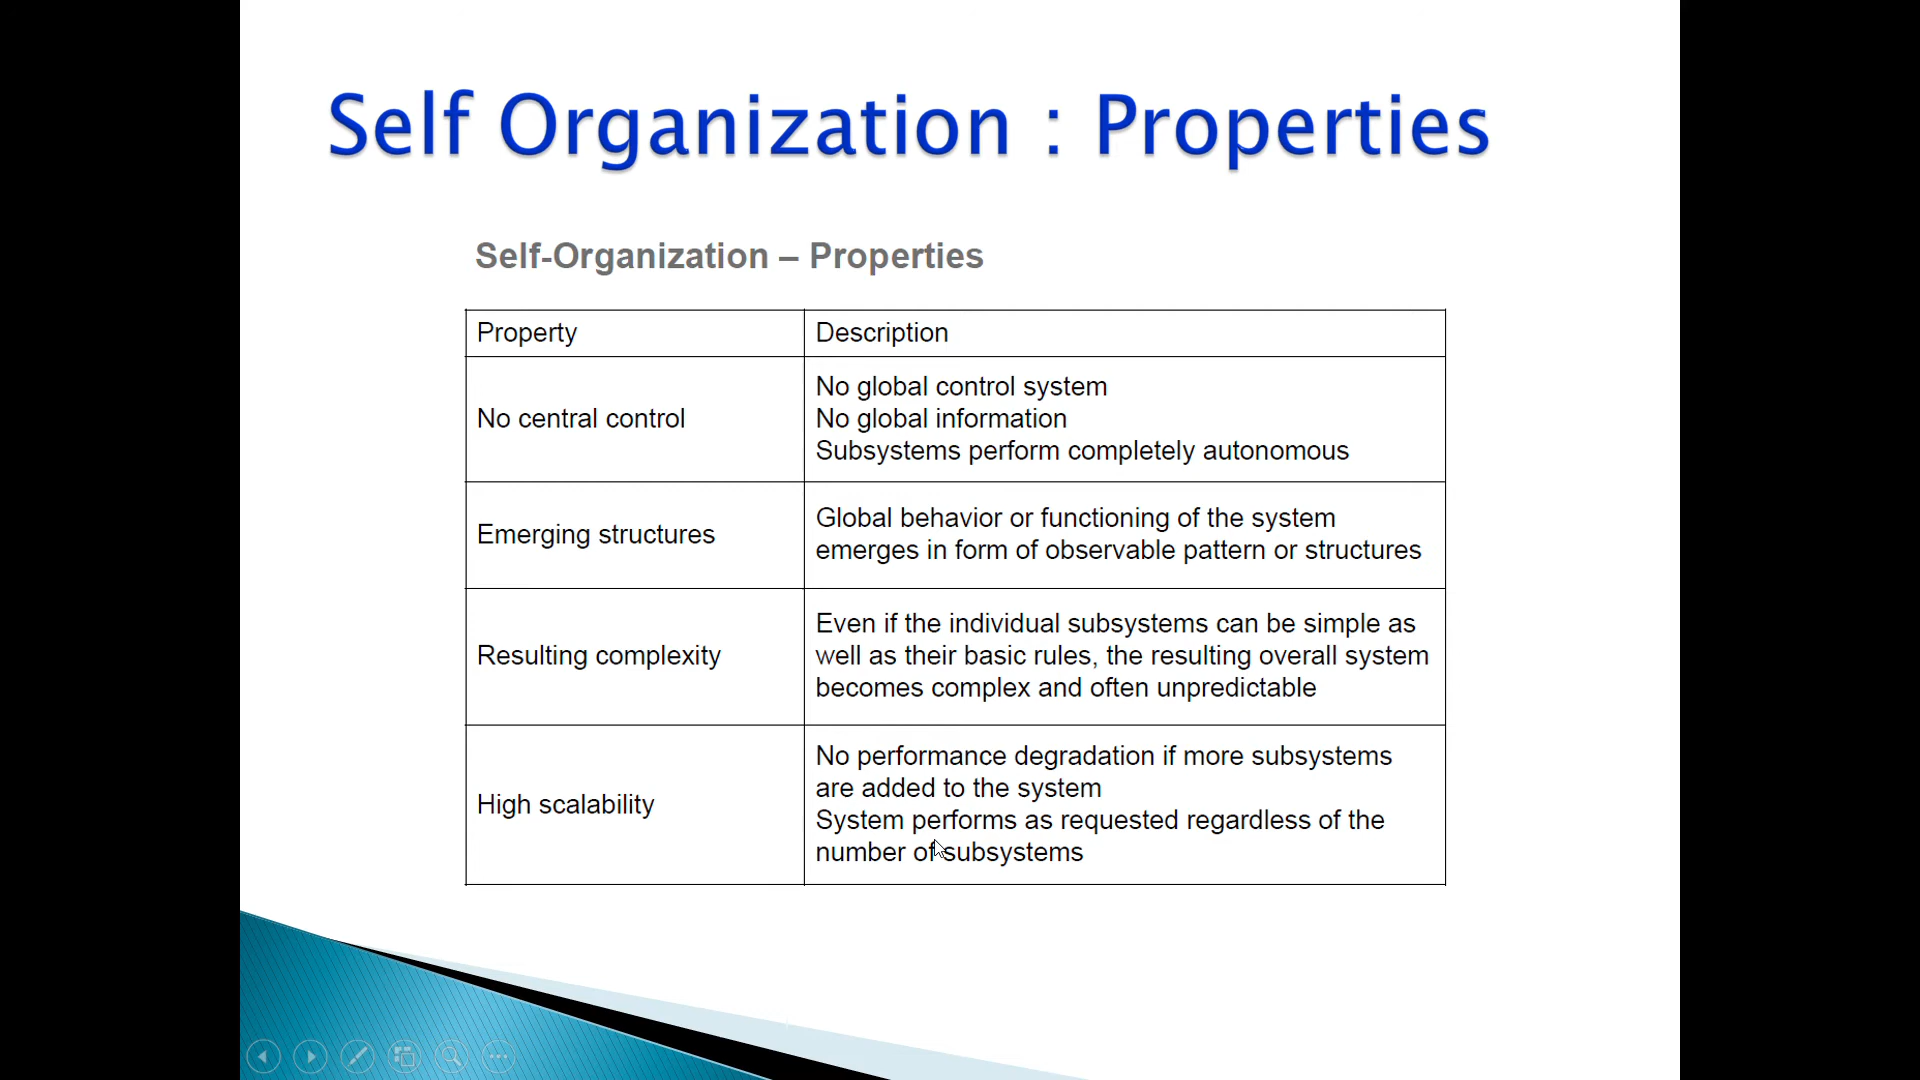 Self Organization : Properties
Self-Organization – Properties
Property
Description
No central control
No global control system
No global information
Subsystems perform completely autonomous
Emerging structures
Global behavior or functioning of the system
emerges in form of observable pattern or structures
Resulting complexity
Even if the individual subsystems can be simple as
well as their basic rules, the resulting overall system
becomes complex and often unpredictable
High scalability
No performance degradation if more subsystems
are added to the system
System performs as requested regardless of the
number of subsystems